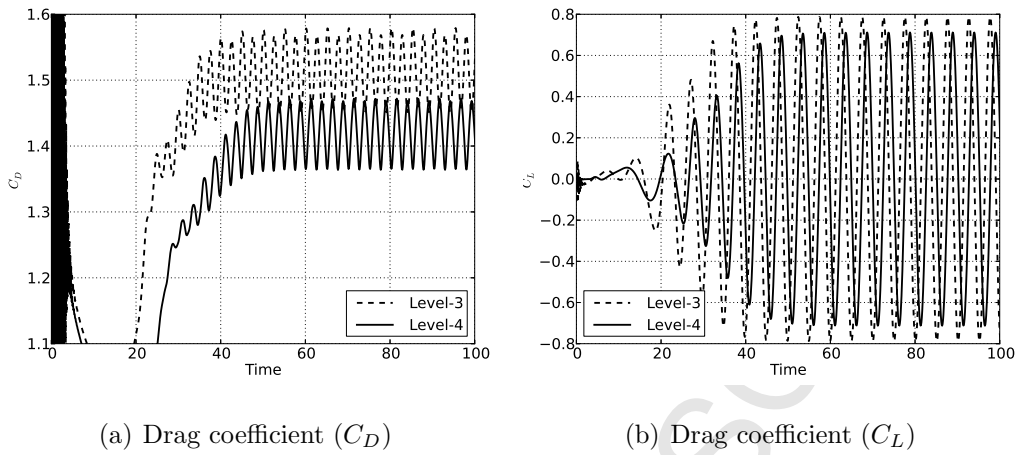 1.6
1.5
1.4
1.3
1.2
1.1
C_D
0 20 40 60 80 100
Time
Level-3
Level-4
(a) Drag coefficient (C_D)
0.8
0.6
0.4
0.2
0.0
−0.2
−0.4
−0.6
−0.8
C_L
0 20 40 60 80 100
Time
Level-3
Level-4
(b) Drag coefficient (C_L)